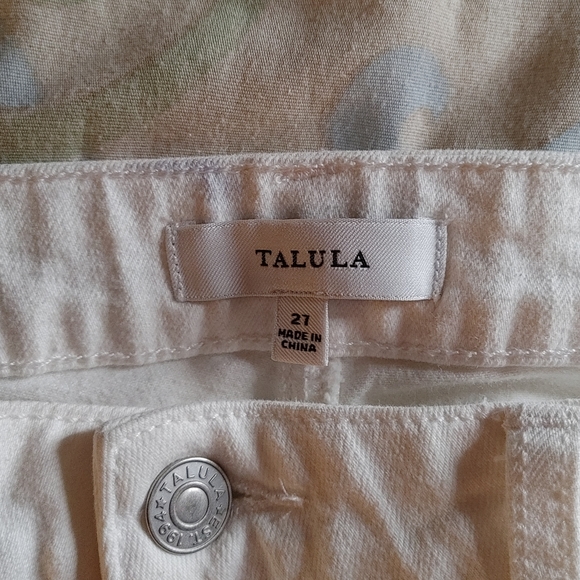 TALULA
27
MADE IN
CHINA
TALULA
EST. 1994